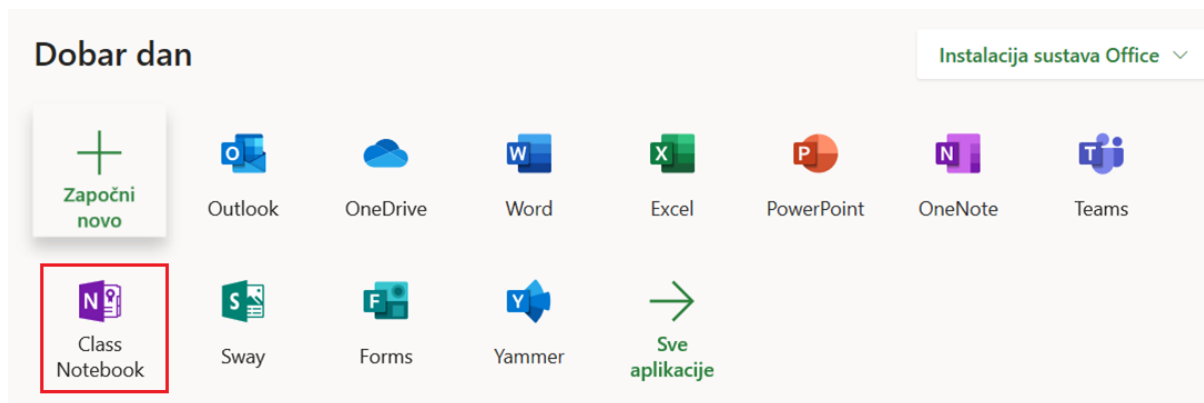 Dobar dan
Instalacija sustava Office
Započni
novo
Outlook
OneDrive
Word
Excel
PowerPoint
OneNote
Teams
Class
Notebook
Sway
Forms
Yammer
Sve
aplikacije